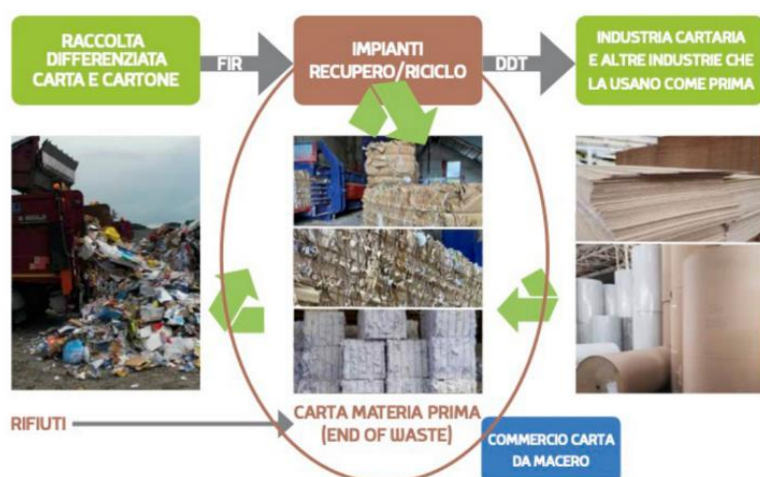 RACCOLTA
DIFFERENZIATA
CARTA E CARTONE
FIR
IMPIANTI
RECUPERO/RICICLO
DDT
INDUSTRIA CARTARIA
E ALTRE INDUSTRIE CHE
LA USANO COME PRIMA
RIFIUTI
CARTA MATERIA PRIMA
(END OF WASTE)
COMMERCIO CARTA
DA MACERO